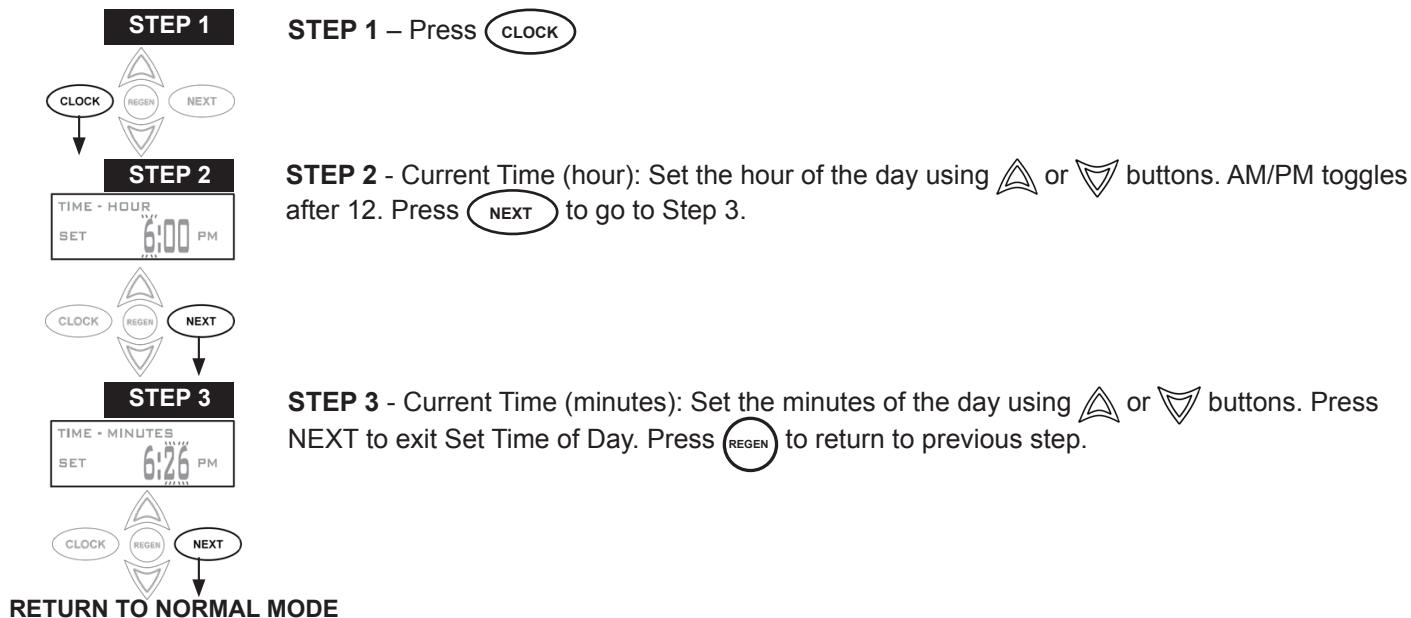 STEP 1
STEP 1 – Press CLOCK
CLOCK REGEN NEXT
STEP 2
STEP 2 - Current Time (hour): Set the hour of the day using or buttons. AM/PM toggles
after 12. Press NEXT to go to Step 3.
TIME - HOUR
SET 6:00 PM
CLOCK REGEN NEXT
STEP 3
STEP 3 - Current Time (minutes): Set the minutes of the day using or buttons. Press
NEXT to exit Set Time of Day. Press REGEN to return to previous step.
TIME - MINUTES
SET 6:26 PM
CLOCK REGEN NEXT
RETURN TO NORMAL MODE